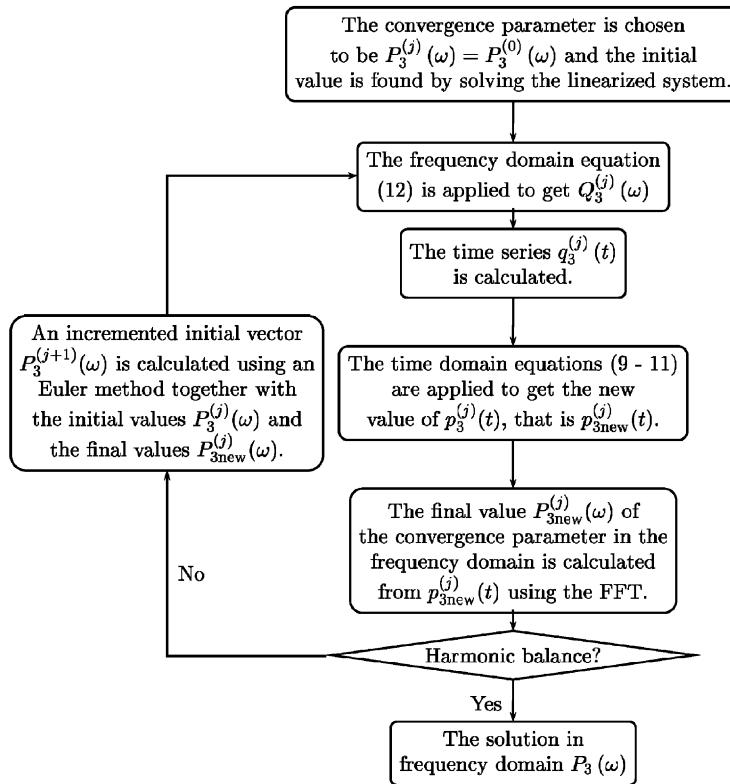 The convergence parameter is chosen
to be P_3^{(j)} (ω) = P_3^{(0)} (ω) and the initial
value is found by solving the linearized system.
The frequency domain equation
(12) is applied to get Q_3^{(j)} (ω)
The time series q_3^{(j)} (t)
is calculated.
An incremented initial vector
P_3^{(j+1)}(ω) is calculated using an
Euler method together with
the initial values P_3^{(j)}(ω) and
the final values P_{3new}^{(j)}(ω).
The time domain equations (9 - 11)
are applied to get the new
value of p_3^{(j)}(t), that is p_{3new}^{(j)}(t).
The final value P_{3new}^{(j)}(ω) of
the convergence parameter in the
frequency domain is calculated
from p_{3new}^{(j)}(t) using the FFT.
No
Harmonic balance?
Yes
The solution in
frequency domain P_3 (ω)